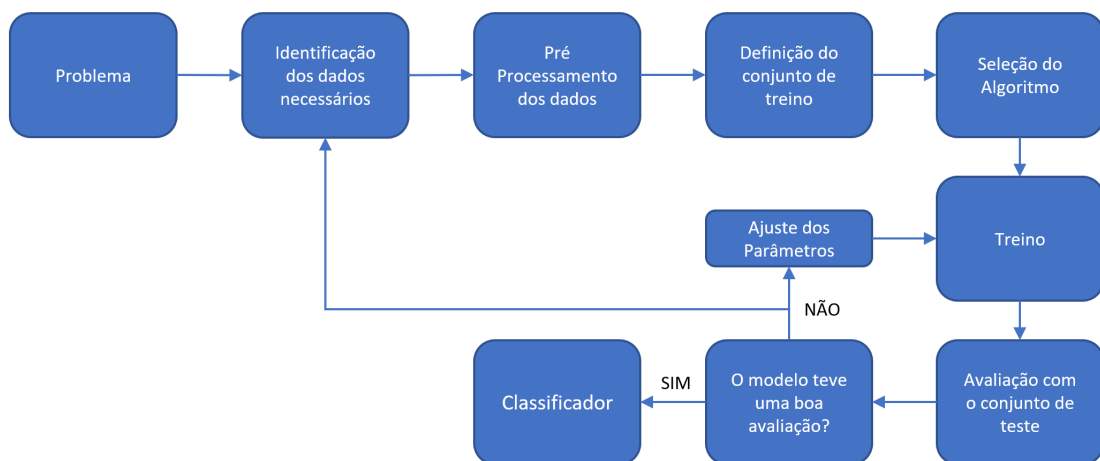 Problema
Identificação
dos dados
necessários
Pré
Processamento
dos dados
Definição do
conjunto de
treino
Seleção do
Algoritmo
Ajuste dos
Parâmetros
Treino
NÃO
Classificador
SIM
O modelo teve
uma boa
avaliação?
Avaliação com
o conjunto de
teste